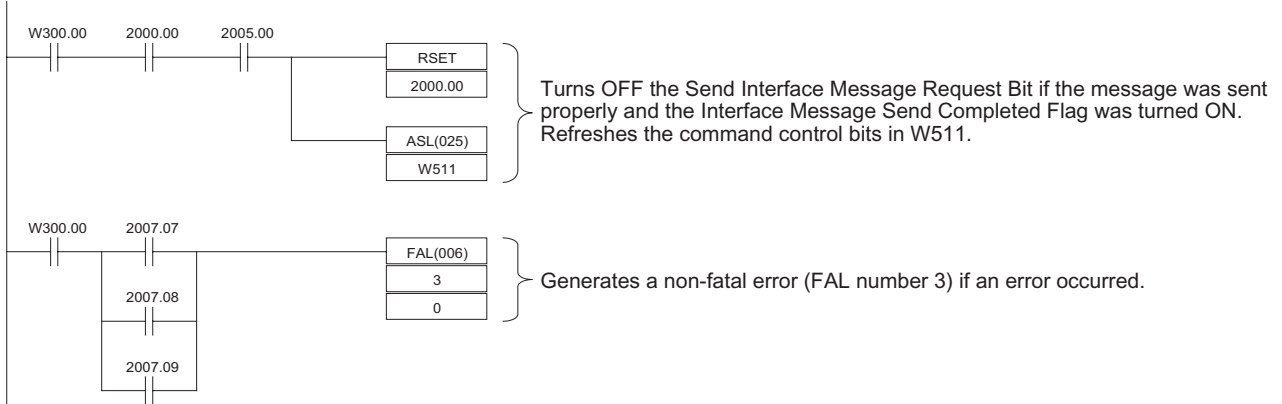 W300.00 2000.00 2005.00
RSET
2000.00
Turns OFF the Send Interface Message Request Bit if the message was sent
properly and the Interface Message Send Completed Flag was turned ON.
Refreshes the command control bits in W511.
ASL(025)
W511
W300.00 2007.07
FAL(006)
3
0
Generates a non-fatal error (FAL number 3) if an error occurred.
2007.08
2007.09